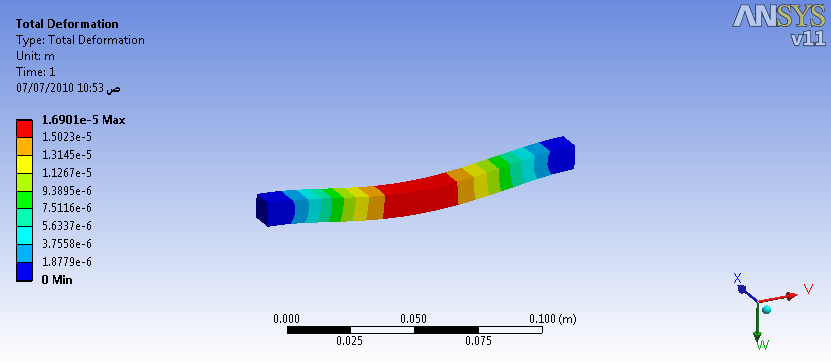 Total Deformation
Type: Total Deformation
Unit: m
Time: 1
07/07/2010 10:53 ص
ANSYS
v11
1.6901e-5 Max
1.5023e-5
1.3145e-5
1.1267e-5
9.3895e-6
7.5116e-6
5.6337e-6
3.7558e-6
1.8779e-6
0 Min
0.000 0.050 0.100 (m)
0.025 0.075
X
V
W